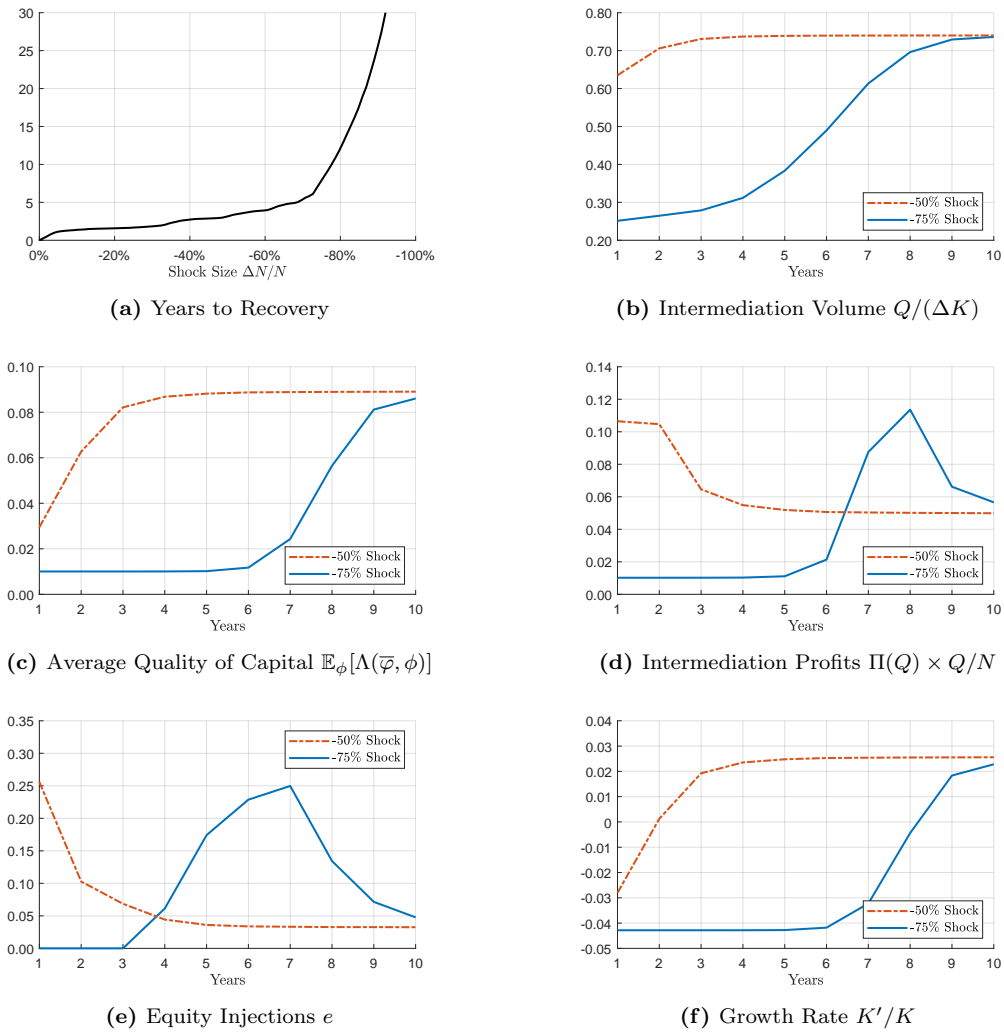 30
25
20
15
10
5
0
0% -20% -40% -60% -80% -100%
Shock Size ΔN/N
(a) Years to Recovery
0.80
0.70
0.60
0.50
0.40
0.30
0.20
-50% Shock
-75% Shock
1 2 3 4 5 6 7 8 9 10
Years
(b) Intermediation Volume Q/(ΔK)
0.10
0.08
0.06
0.04
0.02
0.00
-50% Shock
-75% Shock
1 2 3 4 5 6 7 8 9 10
Years
(c) Average Quality of Capital 𝔼ϕ[Λ(φ̅, ϕ)]
0.14
0.12
0.10
0.08
0.06
0.04
0.02
0.00
-50% Shock
-75% Shock
1 2 3 4 5 6 7 8 9 10
Years
(d) Intermediation Profits Π(Q) × Q/N
0.35
0.30
0.25
0.20
0.15
0.10
0.05
0.00
-50% Shock
-75% Shock
1 2 3 4 5 6 7 8 9 10
Years
(e) Equity Injections e
0.04
0.03
0.02
0.01
0
-0.01
-0.02
-0.03
-0.04
-0.05
-50% Shock
-75% Shock
1 2 3 4 5 6 7 8 9 10
Years
(f) Growth Rate K′/K